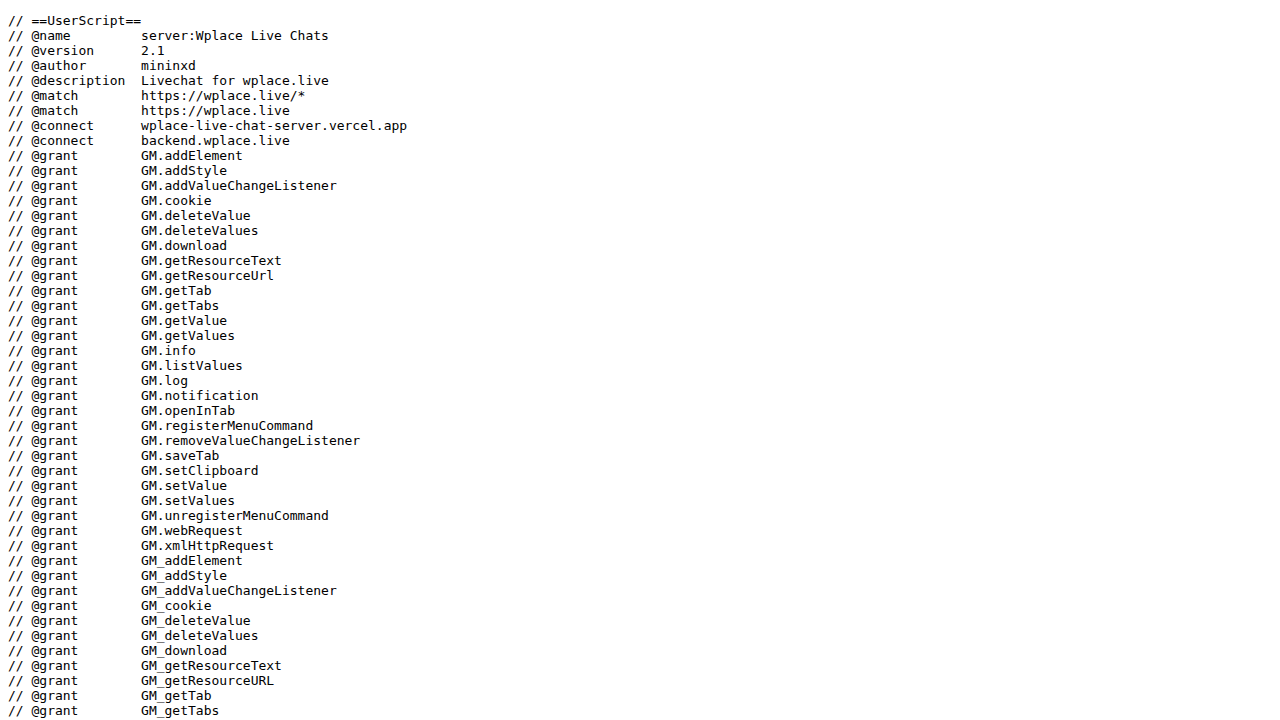 // ==UserScript==
// @name         server:Wplace Live Chats
// @version      2.1
// @author       mininxd
// @description  Livechat for wplace.live
// @match        https://wplace.live/*
// @match        https://wplace.live
// @connect      wplace-live-chat-server.vercel.app
// @connect      backend.wplace.live
// @grant        GM.addElement
// @grant        GM.addStyle
// @grant        GM.addValueChangeListener
// @grant        GM.cookie
// @grant        GM.deleteValue
// @grant        GM.deleteValues
// @grant        GM.download
// @grant        GM.getResourceText
// @grant        GM.getResourceUrl
// @grant        GM.getTab
// @grant        GM.getTabs
// @grant        GM.getValue
// @grant        GM.getValues
// @grant        GM.info
// @grant        GM.listValues
// @grant        GM.log
// @grant        GM.notification
// @grant        GM.openInTab
// @grant        GM.registerMenuCommand
// @grant        GM.removeValueChangeListener
// @grant        GM.saveTab
// @grant        GM.setClipboard
// @grant        GM.setValue
// @grant        GM.setValues
// @grant        GM.unregisterMenuCommand
// @grant        GM.webRequest
// @grant        GM.xmlHttpRequest
// @grant        GM_addElement
// @grant        GM_addStyle
// @grant        GM_addValueChangeListener
// @grant        GM_cookie
// @grant        GM_deleteValue
// @grant        GM_deleteValues
// @grant        GM_download
// @grant        GM_getResourceText
// @grant        GM_getResourceURL
// @grant        GM_getTab
// @grant        GM_getTabs